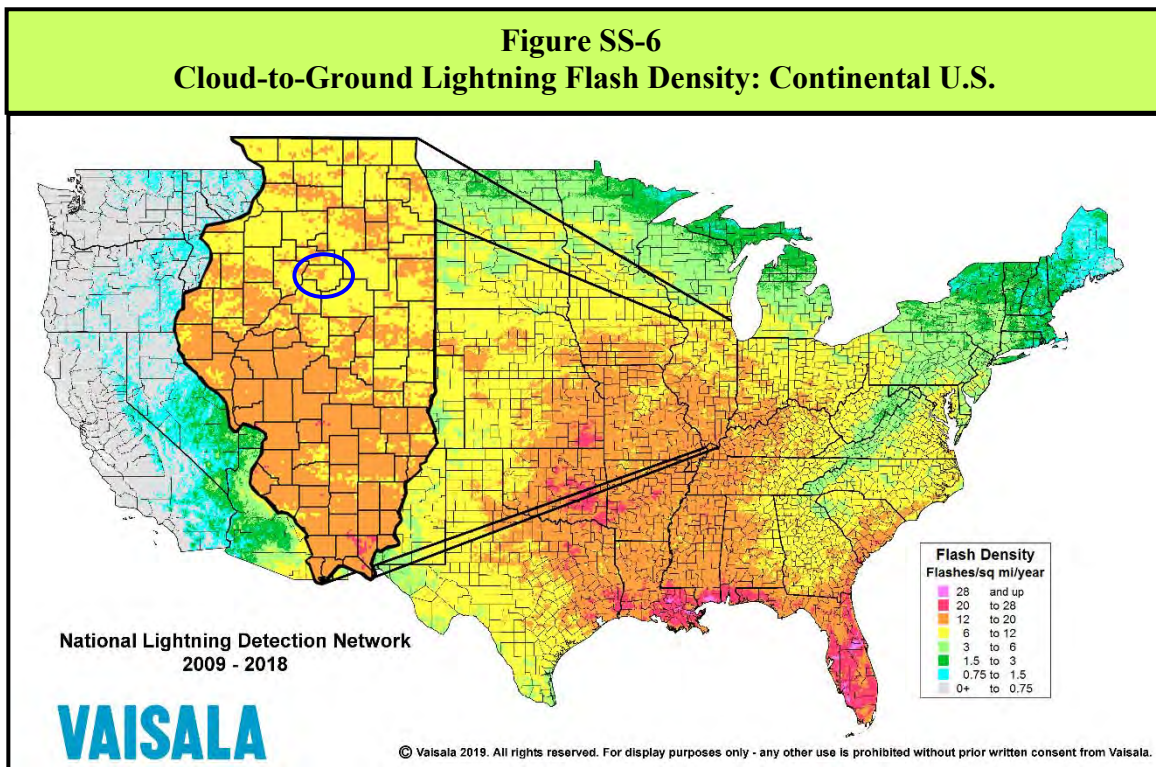 Figure SS-6
Cloud-to-Ground Lightning Flash Density: Continental U.S.
Flash Density
Flashes/sq mi/year
28 and up
20 to 28
12 to 20
6 to 12
3 to 6
1.5 to 3
0.75 to 1.5
0+ to 0.75
National Lightning Detection Network
2009 - 2018
VAISALA
© Vaisala 2019. All rights reserved. For display purposes only - any other use is prohibited without prior written consent from Vaisala.